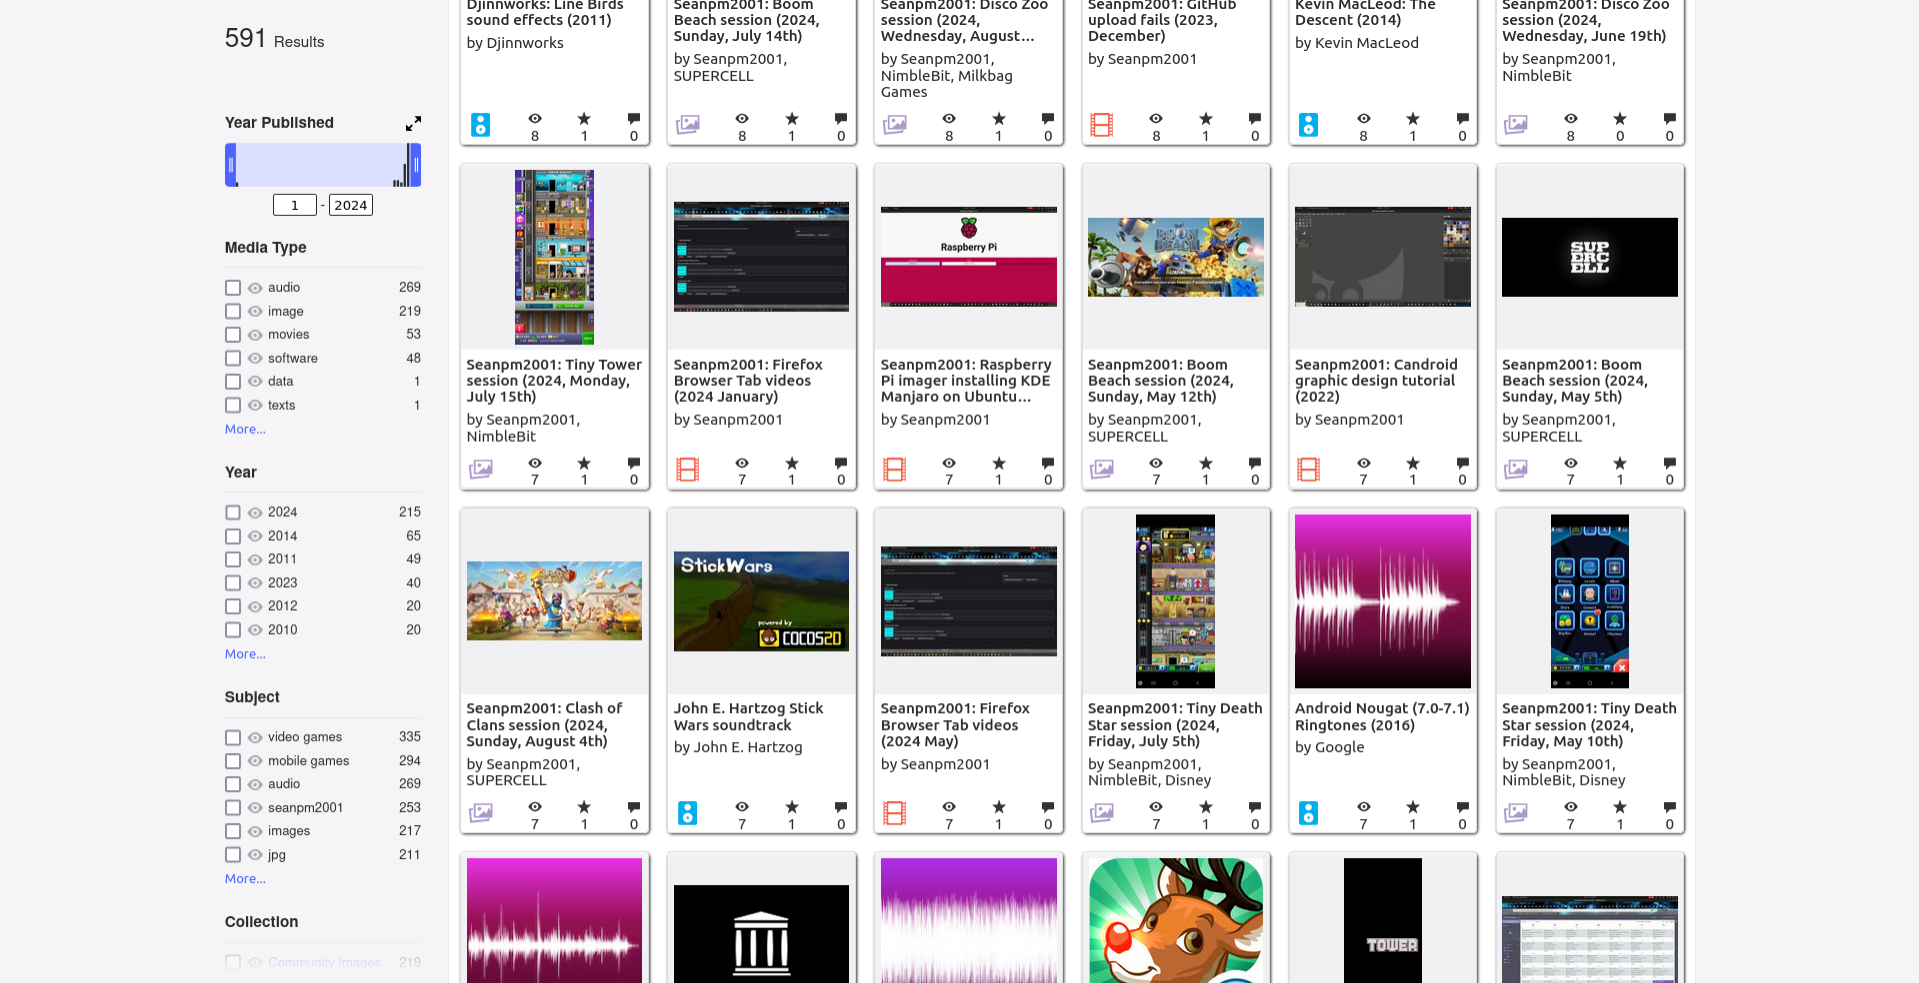 591 Results
Year Published
1 - 2024
Media Type
audio 269
image 219
movies 53
software 48
data 1
texts 1
More...
Year
2024 215
2014 65
2011 49
2023 40
2012 20
2010 20
More...
Subject
video games 335
mobile games 294
audio 269
seanpm2001 253
images 217
jpg 211
More...
Collection
Community Images 219
Djinnworks: Line Birds
sound effects (2011)
by Djinnworks
8 1 0
Seanpm2001: Boom
Beach session (2024,
Sunday, July 14th)
by Seanpm2001,
SUPERCELL
8 1 0
Seanpm2001: Disco Zoo
session (2024,
Wednesday, August...
by Seanpm2001,
NimbleBit, Milkbag
Games
8 1 0
Seanpm2001: GitHub
upload fails (2023,
December)
by Seanpm2001
8 1 0
Kevin MacLeod: The
Descent (2014)
by Kevin MacLeod
8 1 0
Seanpm2001: Disco Zoo
session (2024,
Wednesday, June 19th)
by Seanpm2001,
NimbleBit
8 0 0
Seanpm2001: Tiny Tower
session (2024, Monday,
July 15th)
by Seanpm2001,
NimbleBit
7 1 0
Seanpm2001: Firefox
Browser Tab videos
(2024 January)
by Seanpm2001
7 1 0
Raspberry Pi
Seanpm2001: Raspberry
Pi imager installing KDE
Manjaro on Ubuntu...
by Seanpm2001
7 1 0
BOOM
BEACH
Seanpm2001: Boom
Beach session (2024,
Sunday, May 12th)
by Seanpm2001,
SUPERCELL
7 1 0
Seanpm2001: Candroid
graphic design tutorial
(2022)
by Seanpm2001
7 1 0
SUP
ERC
ELL
Seanpm2001: Boom
Beach session (2024,
Sunday, May 5th)
by Seanpm2001,
SUPERCELL
7 1 0
Seanpm2001: Clash of
Clans session (2024,
Sunday, August 4th)
by Seanpm2001,
SUPERCELL
7 1 0
StickWars
powered by
COCOS2D
John E. Hartzog Stick
Wars soundtrack
by John E. Hartzog
7 1 0
Seanpm2001: Firefox
Browser Tab videos
(2024 May)
by Seanpm2001
7 1 0
Seanpm2001: Tiny Death
Star session (2024,
Friday, July 5th)
by Seanpm2001,
NimbleBit, Disney
7 1 0
Android Nougat (7.0-7.1)
Ringtones (2016)
by Google
7 1 0
Seanpm2001: Tiny Death
Star session (2024,
Friday, May 10th)
by Seanpm2001,
NimbleBit, Disney
7 1 0
TOWER